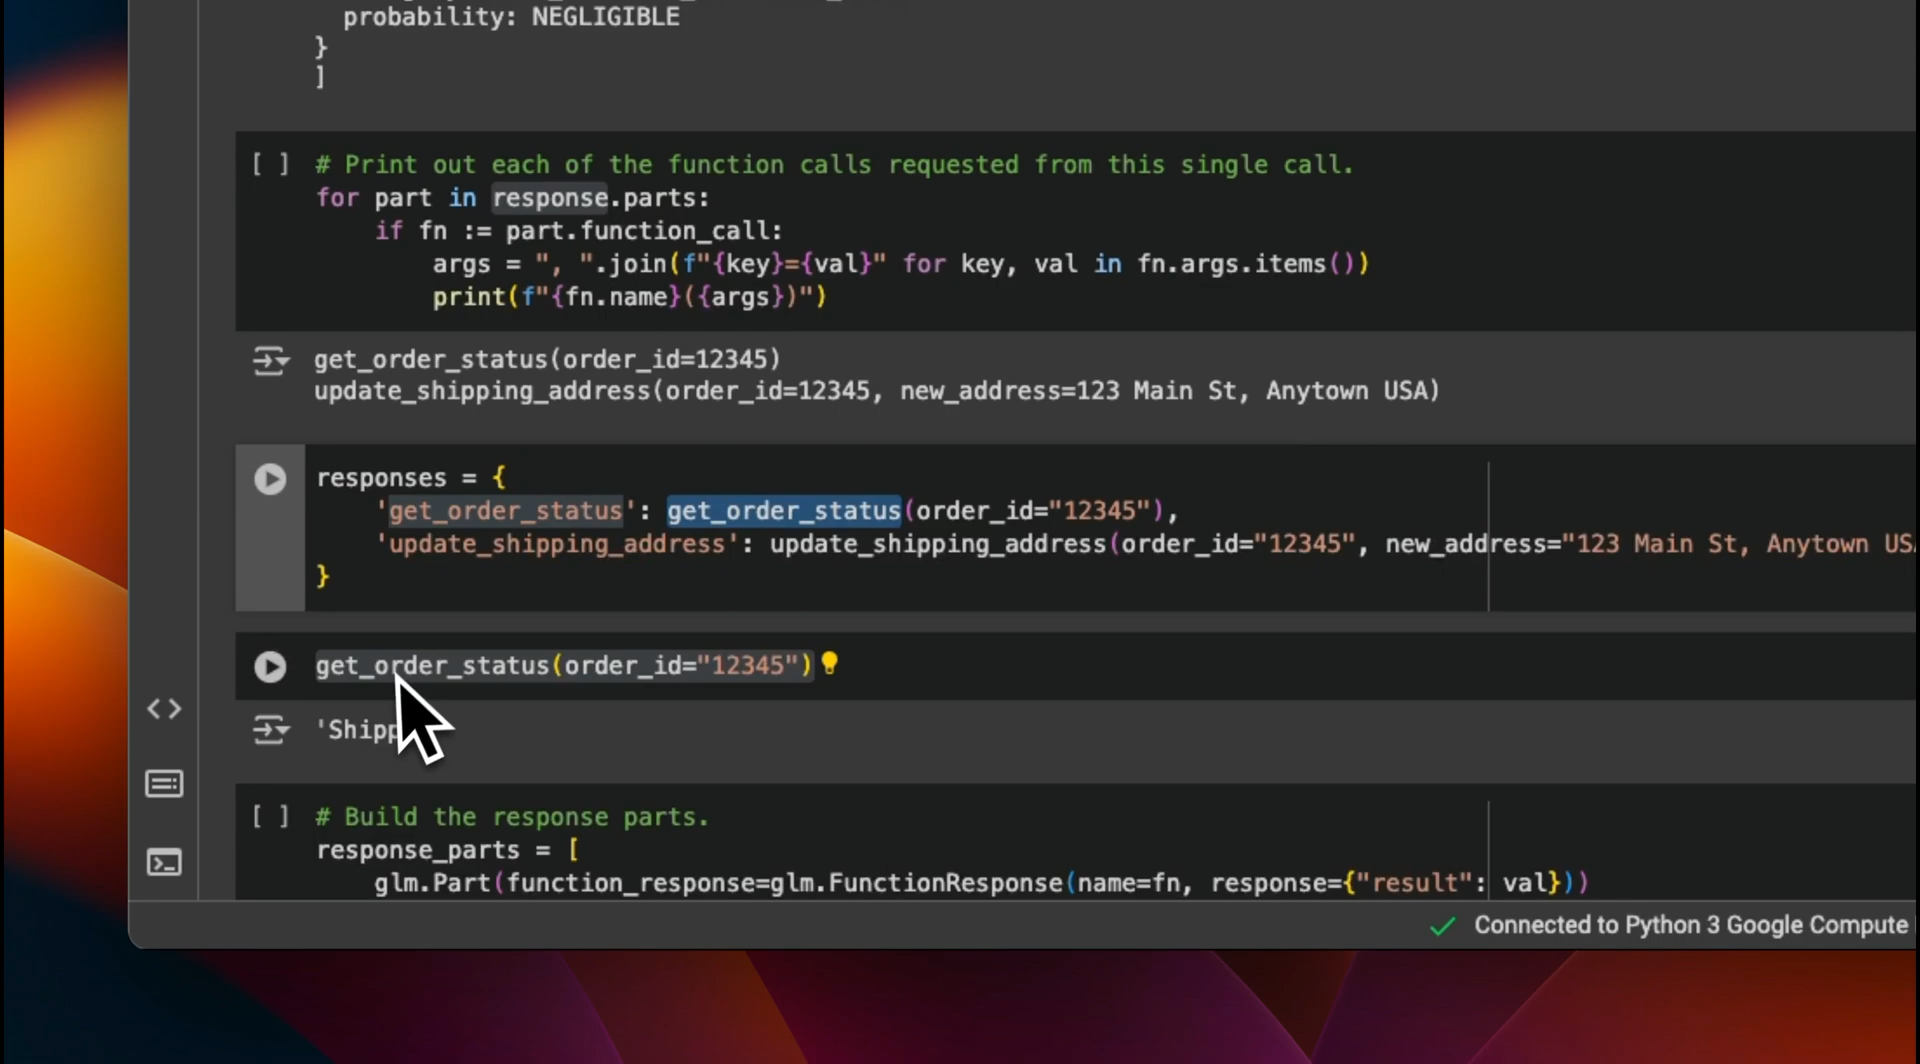 probability: NEGLIGIBLE
}
]
[ ] # Print out each of the function calls requested from this single call.
for part in response.parts:
if fn := part.function_call:
args = ", ".join(f"{key}={val}" for key, val in fn.args.items())
print(f"{fn.name}({args})")
get_order_status(order_id=12345)
update_shipping_address(order_id=12345, new_address=123 Main St, Anytown USA)
responses = {
'get_order_status': get_order_status(order_id="12345"),
'update_shipping_address': update_shipping_address(order_id="12345", new_address="123 Main St, Anytown USA
}
get_order_status(order_id="12345")
'Shipp
[ ] # Build the response parts.
response_parts = [
glm.Part(function_response=glm.FunctionResponse(name=fn, response={"result": val}))
Connected to Python 3 Google Compute